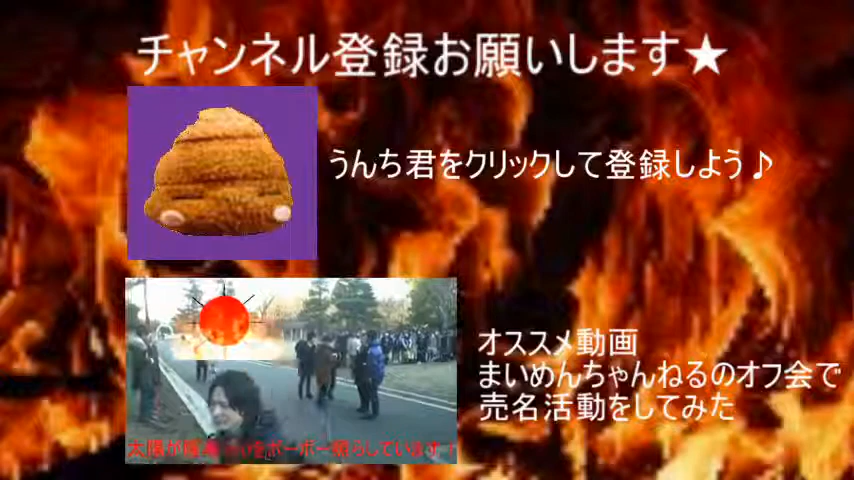 チャンネル登録お願いします★
うんち君をクリックして登録しよう♪
オススメ動画
まいめんちゃんねるのオフ会で
売名活動をしてみた
太陽が をボーボー照らしています！